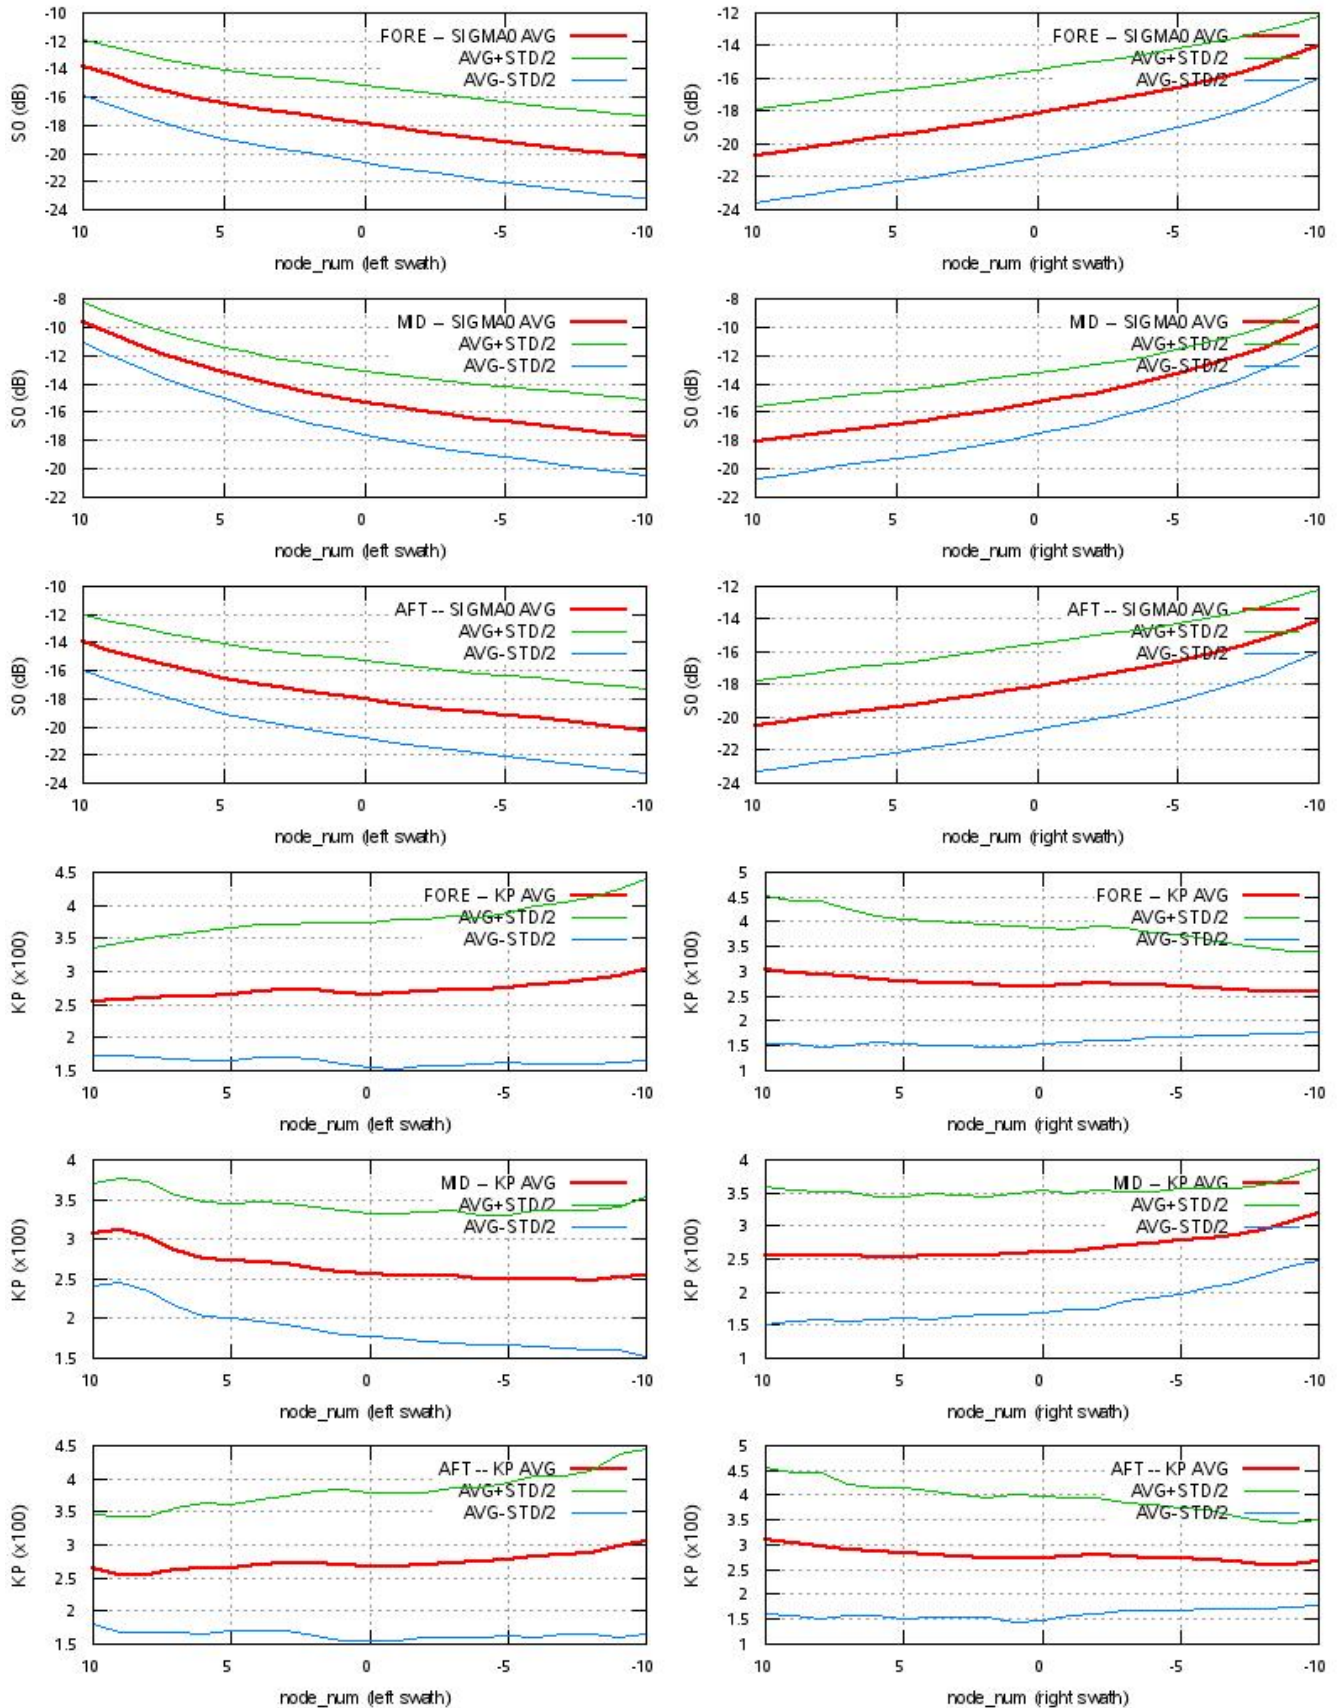 -10
-12
-14
-16
-18
-20
-22
-24
S0 (dB)
FORE -- SIGMA0 AVG
AVG+STD/2
AVG-STD/2
10 5 0 -5 -10
node_num (left swath)
-12
-14
-16
-18
-20
-22
-24
S0 (dB)
FORE -- SIGMA0 AVG
AVG+STD/2
AVG-STD/2
10 5 0 -5 -10
node_num (right swath)
-8
-10
-12
-14
-16
-18
-20
-22
S0 (dB)
MID -- SIGMA0 AVG
AVG+STD/2
AVG-STD/2
10 5 0 -5 -10
node_num (left swath)
-8
-10
-12
-14
-16
-18
-20
-22
S0 (dB)
MID -- SIGMA0 AVG
AVG+STD/2
AVG-STD/2
10 5 0 -5 -10
node_num (right swath)
-10
-12
-14
-16
-18
-20
-22
-24
S0 (dB)
AFT -- SIGMA0 AVG
AVG+STD/2
AVG-STD/2
10 5 0 -5 -10
node_num (left swath)
-12
-14
-16
-18
-20
-22
-24
S0 (dB)
AFT -- SIGMA0 AVG
AVG+STD/2
AVG-STD/2
10 5 0 -5 -10
node_num (right swath)
4.5
4
3.5
3
2.5
2
1.5
KP (x100)
FORE -- KP AVG
AVG+STD/2
AVG-STD/2
10 5 0 -5 -10
node_num (left swath)
5
4.5
4
3.5
3
2.5
2
1.5
1
KP (x100)
FORE -- KP AVG
AVG+STD/2
AVG-STD/2
10 5 0 -5 -10
node_num (right swath)
4
3.5
3
2.5
2
1.5
KP (x100)
MID -- KP AVG
AVG+STD/2
AVG-STD/2
10 5 0 -5 -10
node_num (left swath)
4
3.5
3
2.5
2
1.5
1
KP (x100)
MID -- KP AVG
AVG+STD/2
AVG-STD/2
10 5 0 -5 -10
node_num (right swath)
4.5
4
3.5
3
2.5
2
1.5
KP (x100)
AFT -- KP AVG
AVG+STD/2
AVG-STD/2
10 5 0 -5 -10
node_num (left swath)
5
4.5
4
3.5
3
2.5
2
1.5
1
KP (x100)
AFT -- KP AVG
AVG+STD/2
AVG-STD/2
10 5 0 -5 -10
node_num (right swath)